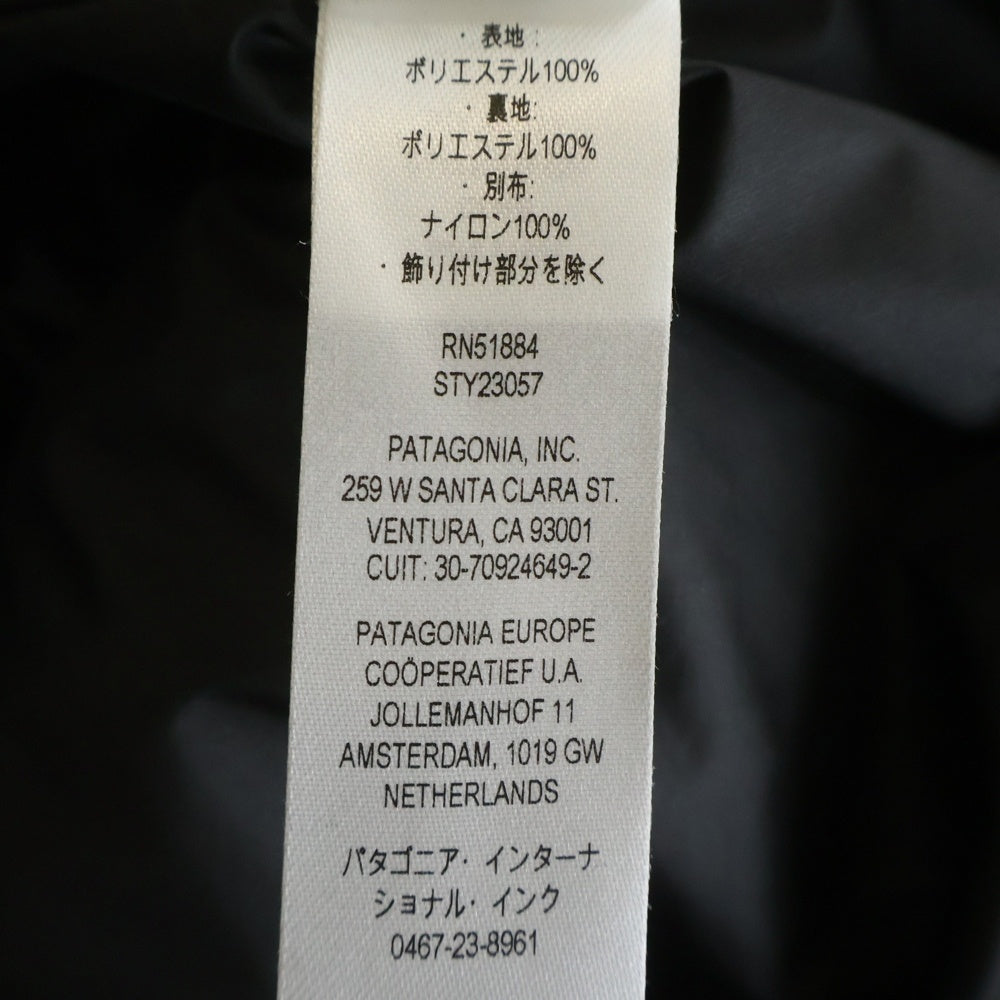 ・表地:
ポリエステル100%
・裏地:
ポリエステル100%
・別布:
ナイロン100%
・飾り付け部分を除く
RN51884
STY23057
PATAGONIA, INC.
259 W SANTA CLARA ST.
VENTURA, CA 93001
CUIT: 30-70924649-2
PATAGONIA EUROPE
COÖPERATIEF U.A.
JOLLEMANHOF 11
AMSTERDAM, 1019 GW
NETHERLANDS
パタゴニア・インターナ
ショナル・インク
0467-23-8961